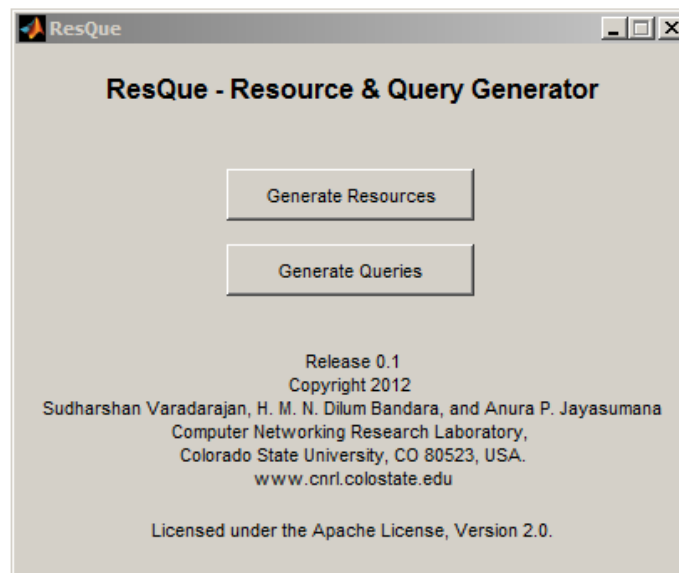 ResQue
ResQue - Resource & Query Generator
Generate Resources
Generate Queries
Release 0.1
Copyright 2012
Sudharshan Varadarajan, H. M. N. Dilum Bandara, and Anura P. Jayasumana
Computer Networking Research Laboratory,
Colorado State University, CO 80523, USA.
www.cnrl.colostate.edu
Licensed under the Apache License, Version 2.0.